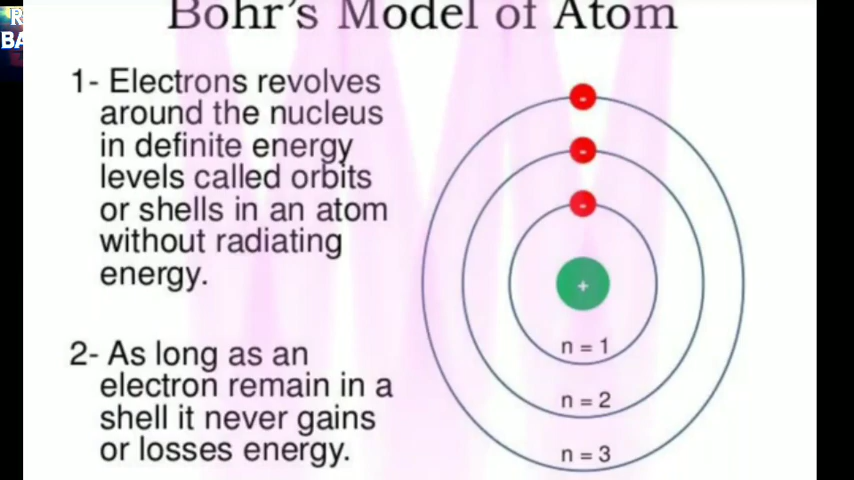 Bohr's Model of Atom
1- Electrons revolves
around the nucleus
in definite energy
levels called orbits
or shells in an atom
without radiating
energy.
2- As long as an
electron remain in a
shell it never gains
or losses energy.
-
-
-
+
n = 1
n = 2
n = 3